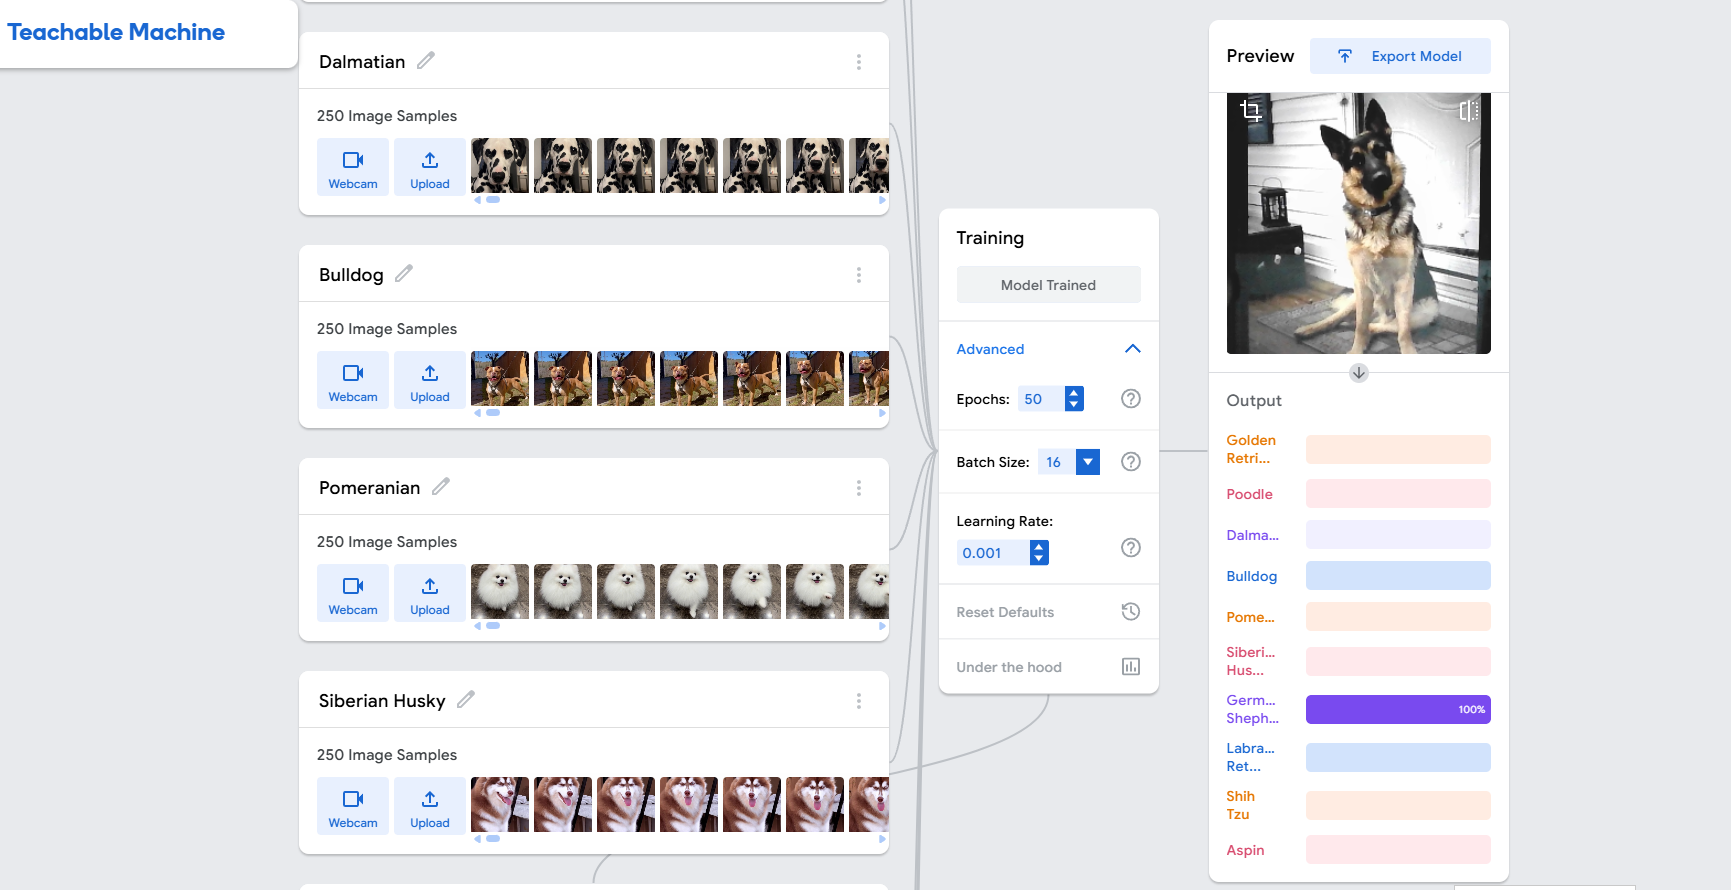 Teachable Machine
Dalmatian
250 Image Samples
Webcam
Upload
Bulldog
250 Image Samples
Webcam
Upload
Pomeranian
250 Image Samples
Webcam
Upload
Siberian Husky
250 Image Samples
Webcam
Upload
Training
Model Trained
Advanced
Epochs: 50
Batch Size: 16
Learning Rate:
0.001
Reset Defaults
Under the hood
Preview
Export Model
Output
Golden
Retri...
Poodle
Dalma...
Bulldog
Pome...
Siberi...
Hus...
Germ...
Sheph...
100%
Labra...
Ret...
Shih
Tzu
Aspin